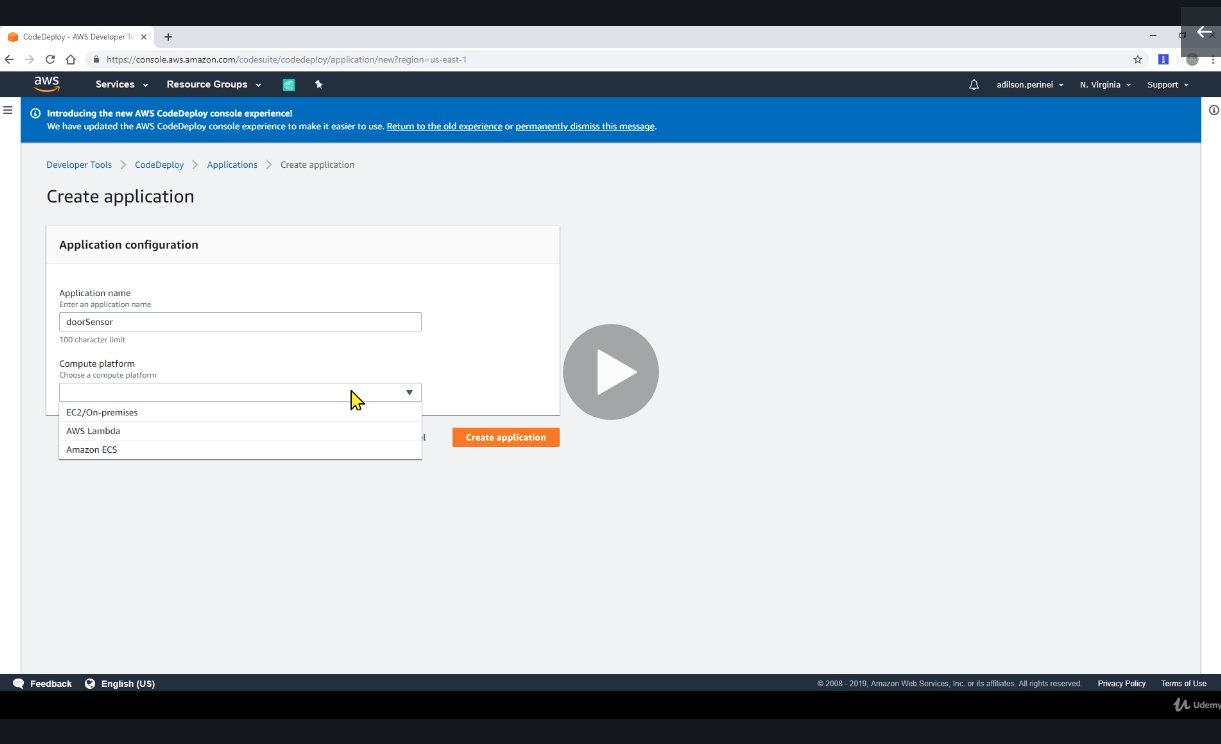 CodeDeploy - AWS Developer To
https://console.aws.amazon.com/codesuite/codedeploy/application/new?region=us-east-1
aws Services Resource Groups adilson.perinei N. Virginia Support
Introducing the new AWS CodeDeploy console experience!
We have updated the AWS CodeDeploy console experience to make it easier to use. Return to the old experience or permanently dismiss this message.
Developer Tools CodeDeploy Applications Create application
Create application
Application configuration
Application name
Enter an application name
doorSensor
100 character limit
Compute platform
Choose a compute platform
EC2/On-premises
AWS Lambda
Amazon ECS
Create application
Feedback English (US) © 2008 - 2019, Amazon Web Services, Inc. or its affiliates. All rights reserved. Privacy Policy Terms of Use
Udemy